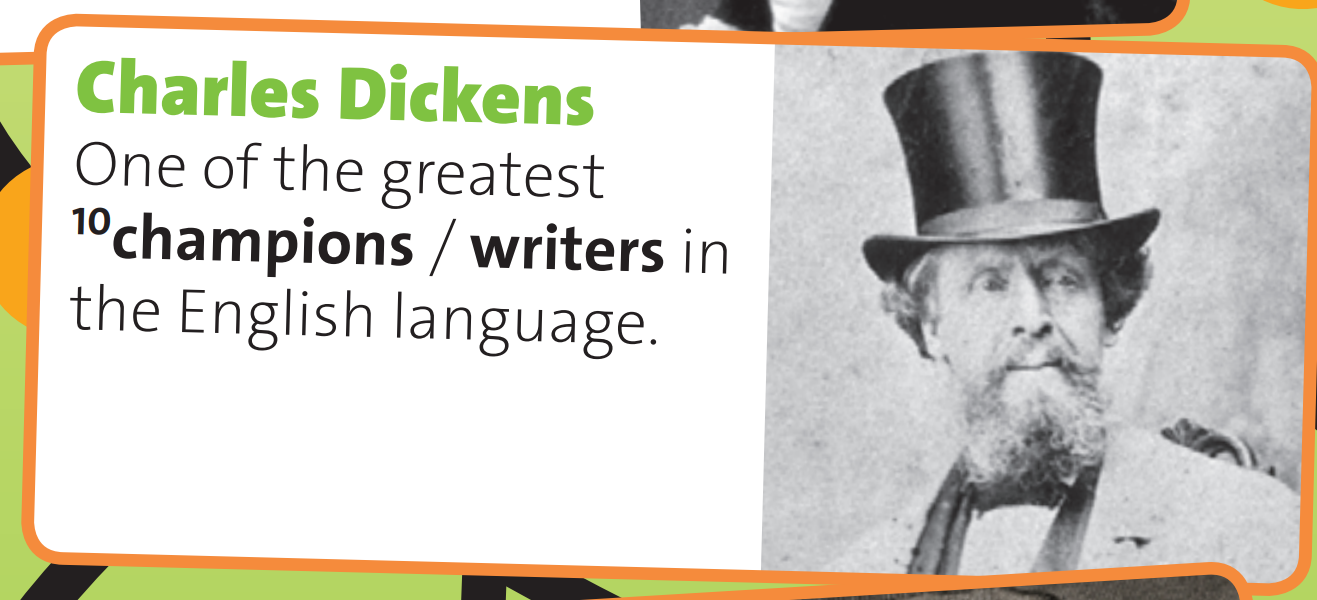 Charles Dickens
One of the greatest
¹⁰champions / writers in
the English language.